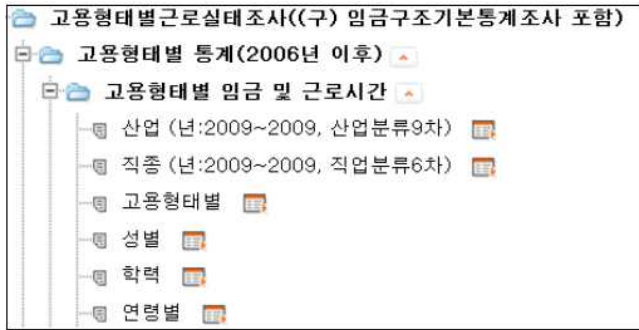 고용형태별근로실태조사((구) 임금구조기본통계조사 포함)
고용형태별 통계(2006년 이후)
고용형태별 임금 및 근로시간
산업 (년:2009~2009, 산업분류9차)
직종 (년:2009~2009, 직업분류6차)
고용형태별
성별
학력
연령별